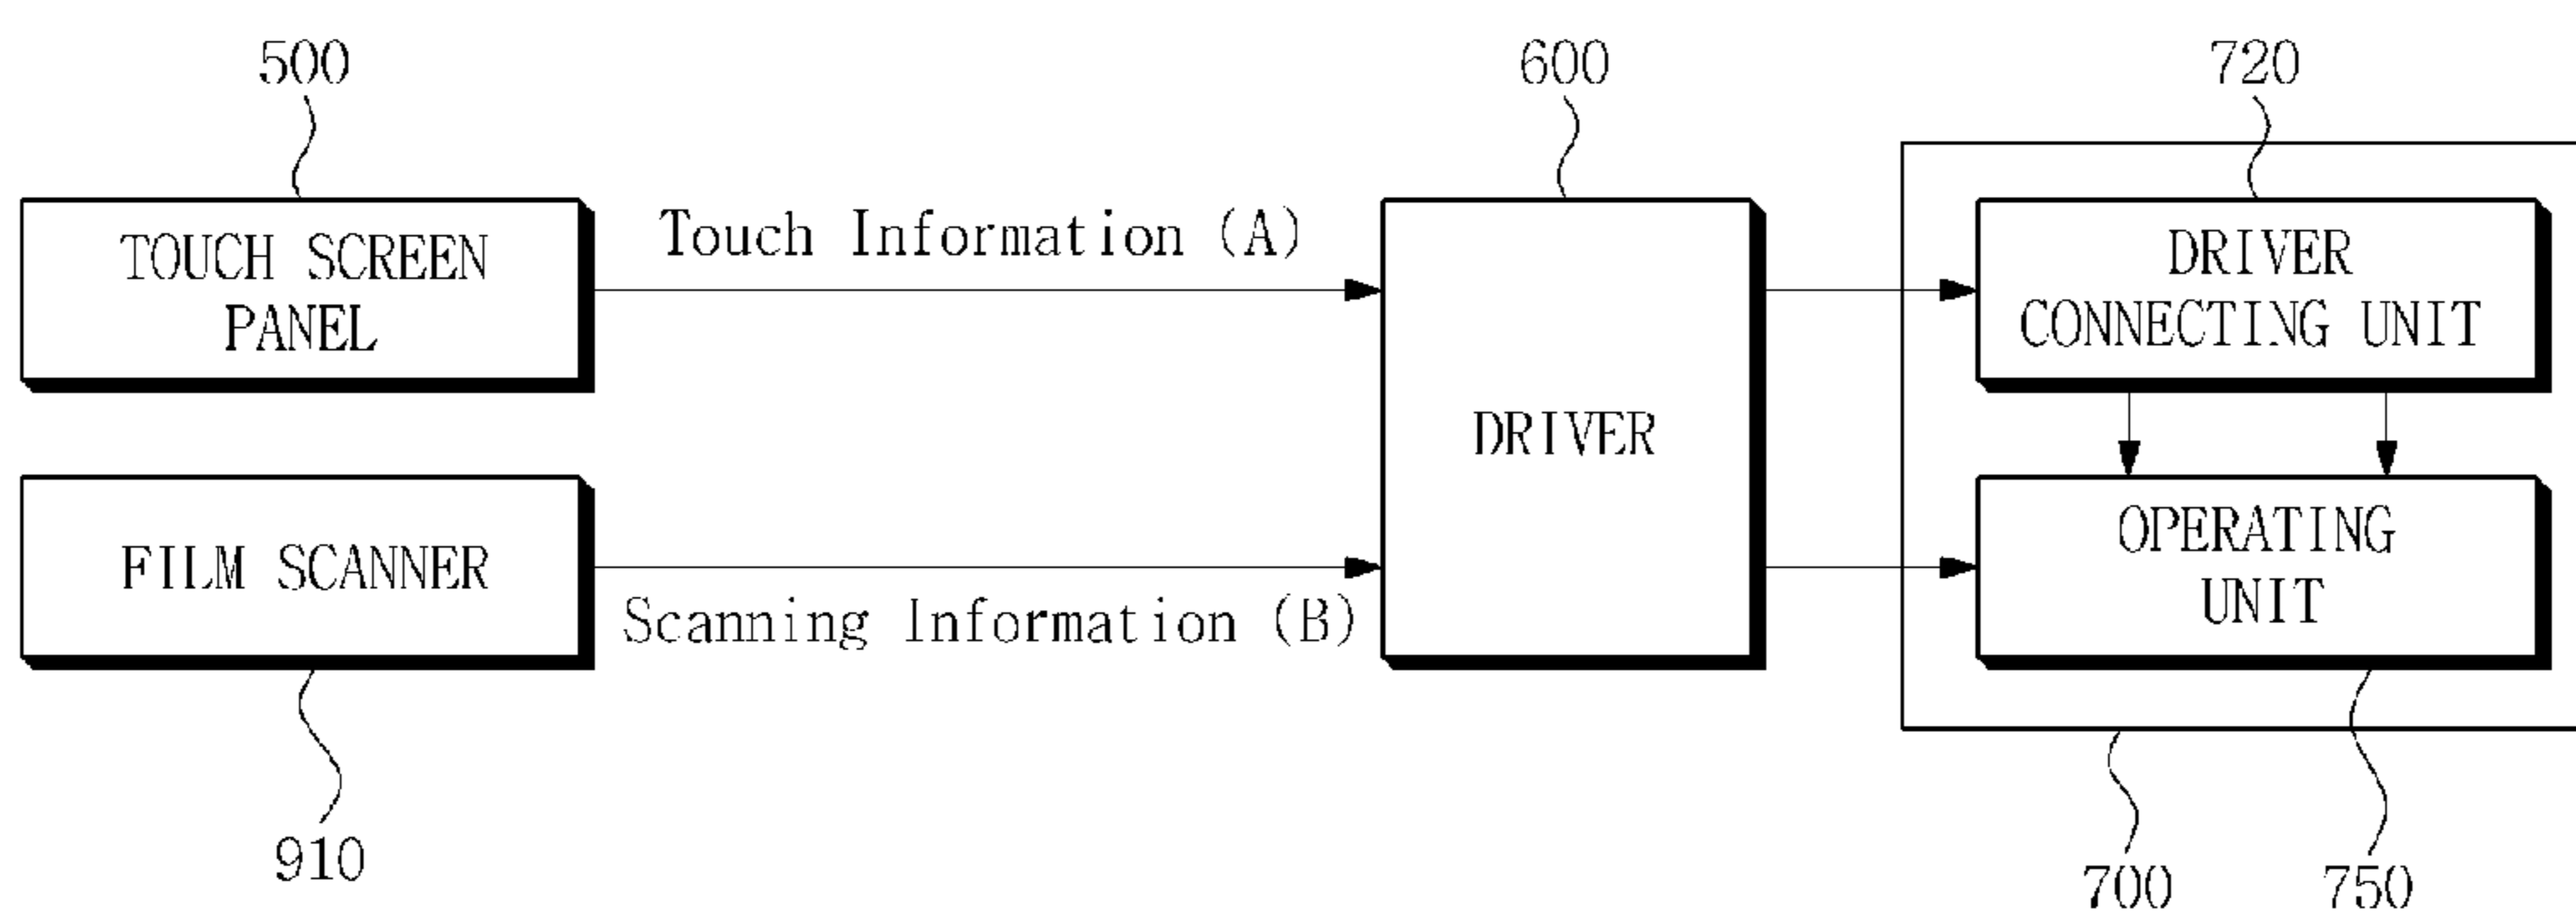 500
600
720
TOUCH SCREEN
PANEL
Touch Information (A)
DRIVER
DRIVER
CONNECTING UNIT
FILM SCANNER
Scanning Information (B)
OPERATING
UNIT
910
700
750